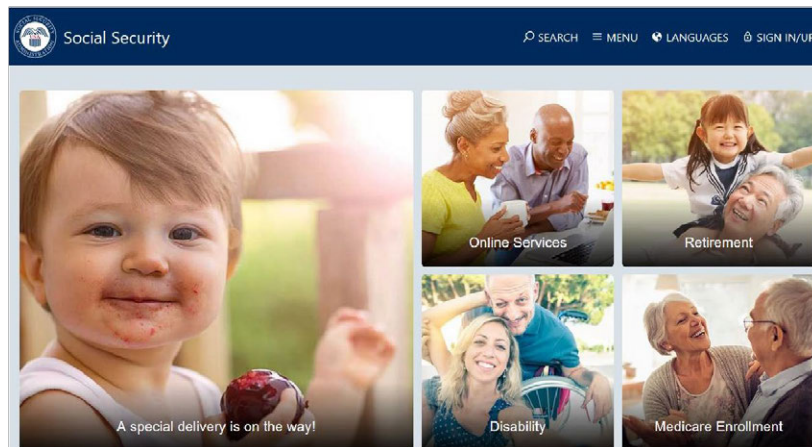 Social Security
SEARCH MENU LANGUAGES SIGN IN/UP
A special delivery is on the way!
Online Services
Retirement
Disability
Medicare Enrollment